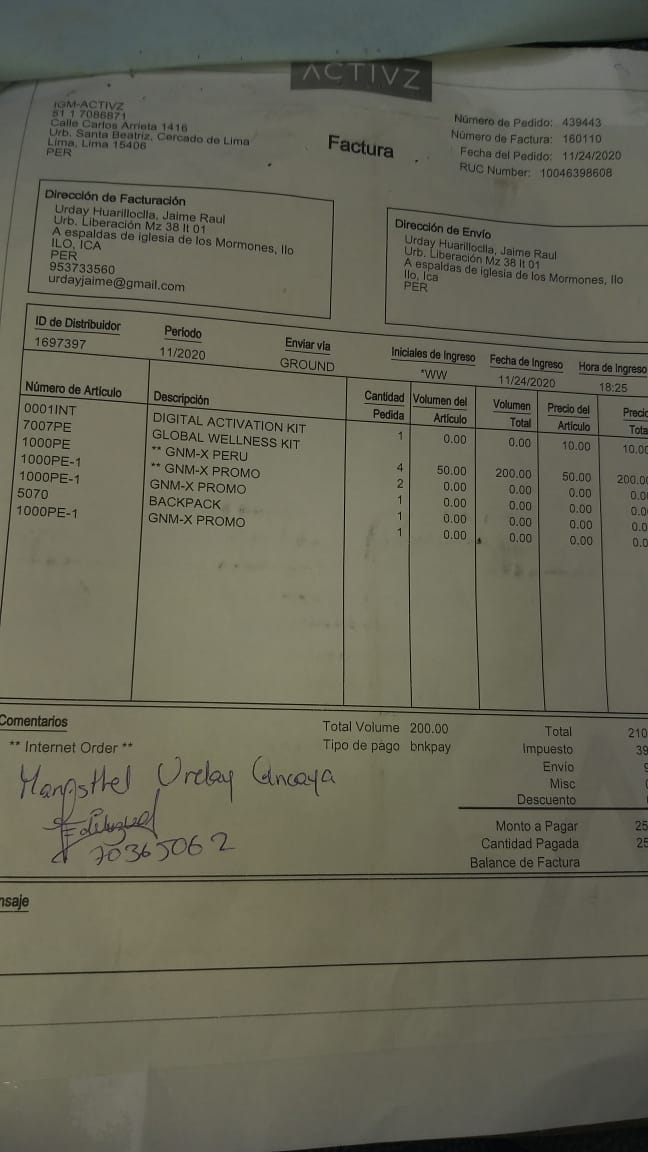 ACTIVZ
IGM-ACTIVZ
51 1 7086871
Calle Carlos Arrieta 1416
Urb. Santa Beatriz, Cercado de Lima
Lima, Lima 15406
PER
Factura
Número de Pedido: 439443
Número de Factura: 160110
Fecha del Pedido: 11/24/2020
RUC Number: 10046398608
Dirección de Facturación
Urday Huarilloclla, Jaime Raul
Urb. Liberación Mz 38 lt 01
A espaldas de iglesia de los Mormones, Ilo
ILO, ICA
PER
953733560
urdayjaime@gmail.com
Dirección de Envío
Urday Huarilloclla, Jaime Raul
Urb. Liberación Mz 38 lt 01
A espaldas de iglesia de los Mormones, Ilo
Ilo, Ica
PER
ID de Distribuidor Período Enviar vía Iniciales de Ingreso Fecha de Ingreso Hora de Ingreso
1697397 11/2020 GROUND *WW 11/24/2020 18:25
Número de Artículo Descripción Cantidad Pedida Volumen del Artículo Volumen Total Precio del Artículo
0001INT DIGITAL ACTIVATION KIT 1 0.00 0.00 10.00 10.00
7007PE GLOBAL WELLNESS KIT
1000PE ** GNM-X PERU 4 50.00 200.00 50.00
1000PE-1 ** GNM-X PROMO 2 0.00 0.00 0.00
1000PE-1 GNM-X PROMO 1 0.00 0.00 0.00
5070 BACKPACK 1 0.00 0.00 0.00
1000PE-1 GNM-X PROMO 1 0.00 0.00 0.00
Comentarios
** Internet Order **
Total Volume 200.00
Tipo de pago bnkpay
Total 210
Impuesto 39
Envio
Misc
Descuento
Monto a Pagar 25
Cantidad Pagada 25
Balance de Factura
70365062